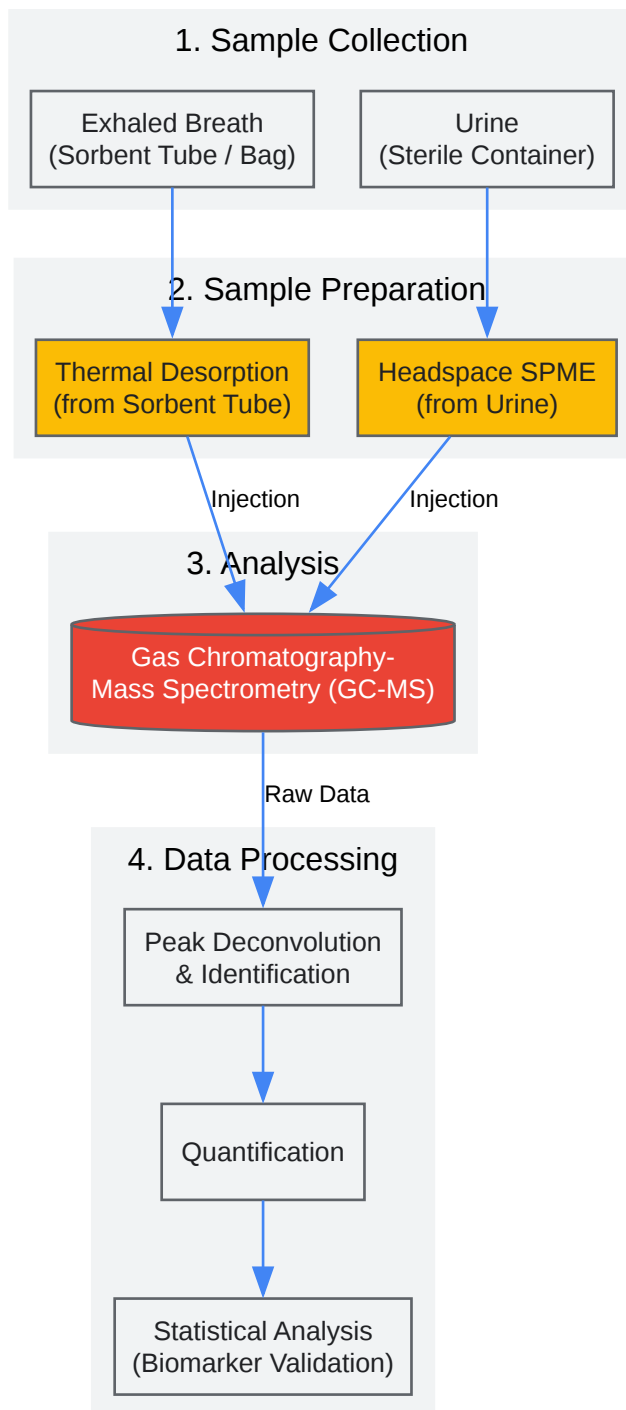 1. Sample Collection
Exhaled Breath
(Sorbent Tube / Bag)
Urine
(Sterile Container)
2. Sample Preparation
Thermal Desorption
(from Sorbent Tube)
Headspace SPME
(from Urine)
Injection
Injection
3. Analysis
Gas Chromatography-
Mass Spectrometry (GC-MS)
Raw Data
4. Data Processing
Peak Deconvolution
& Identification
Quantification
Statistical Analysis
(Biomarker Validation)